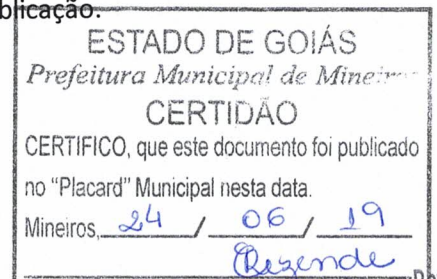 blicação.
ESTADO DE GOIÁS
Prefeitura Municipal de Mineiros
CERTIDÃO
CERTIFICO, que este documento foi publicado
no "Placard" Municipal nesta data.
Mineiros, 24 / 06 / 19
Rezende